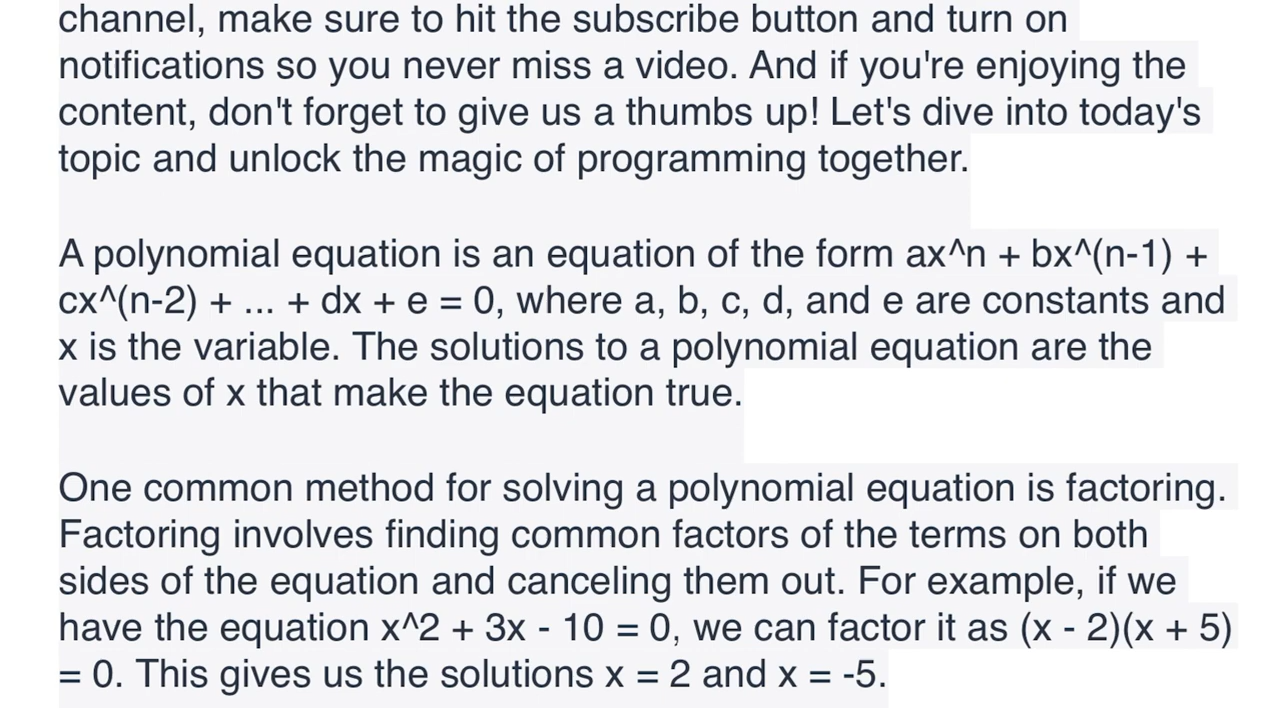 channel, make sure to hit the subscribe button and turn on
notifications so you never miss a video. And if you're enjoying the
content, don't forget to give us a thumbs up! Let's dive into today's
topic and unlock the magic of programming together.
A polynomial equation is an equation of the form ax^n + bx^(n-1) +
cx^(n-2) + ... + dx + e = 0, where a, b, c, d, and e are constants and
x is the variable. The solutions to a polynomial equation are the
values of x that make the equation true.
One common method for solving a polynomial equation is factoring.
Factoring involves finding common factors of the terms on both
sides of the equation and canceling them out. For example, if we
have the equation x^2 + 3x - 10 = 0, we can factor it as (x - 2)(x + 5)
= 0. This gives us the solutions x = 2 and x = -5.